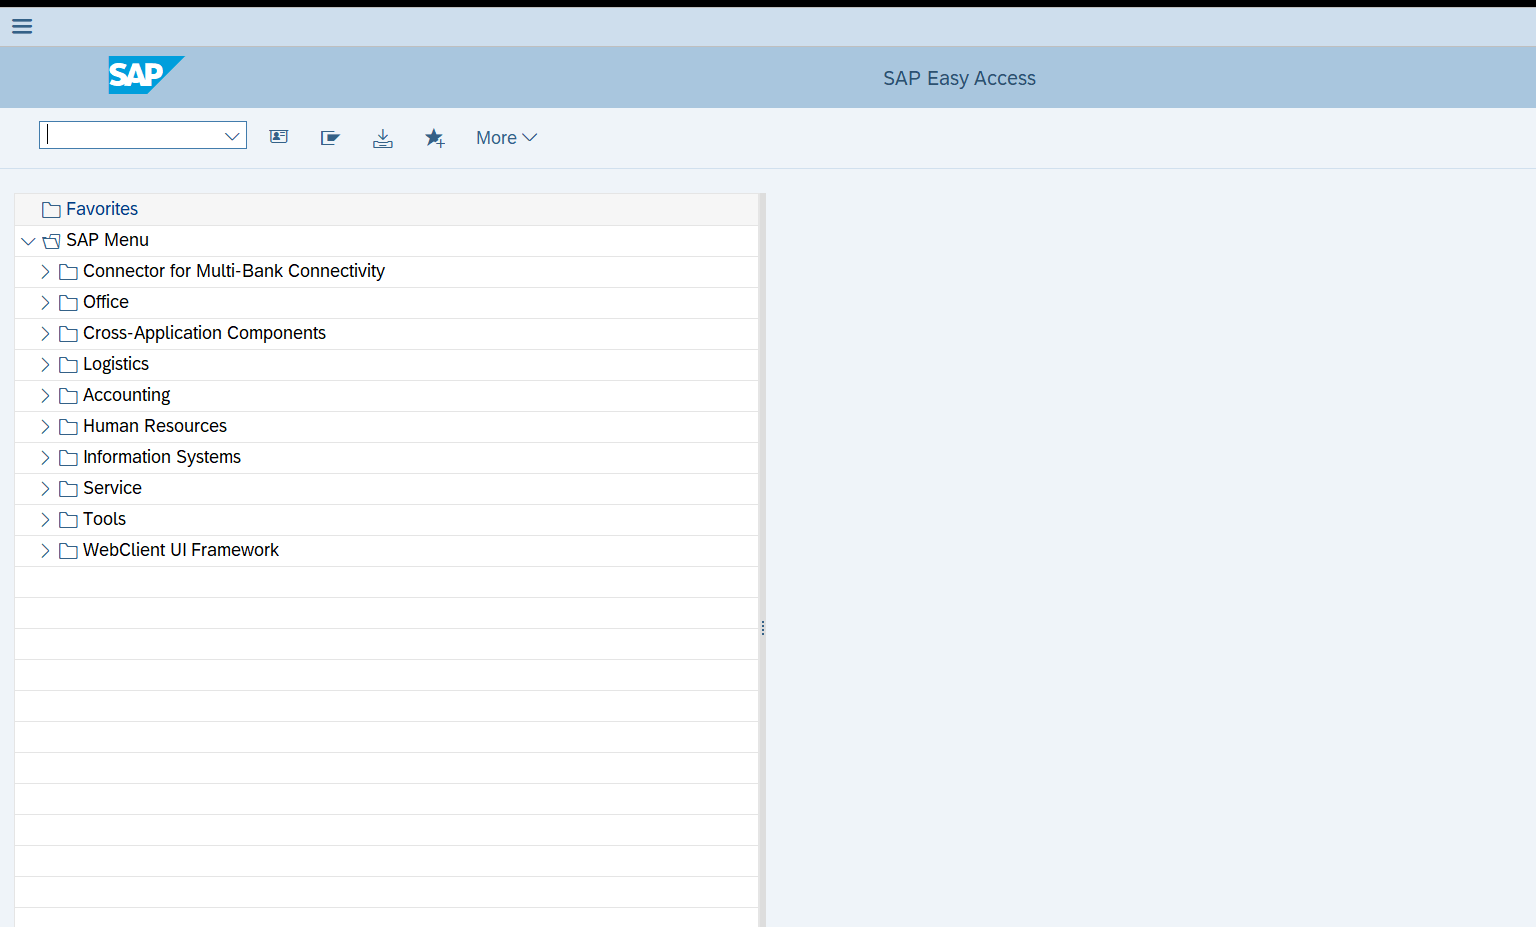 SAP
SAP Easy Access
More
Favorites
SAP Menu
Connector for Multi-Bank Connectivity
Office
Cross-Application Components
Logistics
Accounting
Human Resources
Information Systems
Service
Tools
WebClient UI Framework